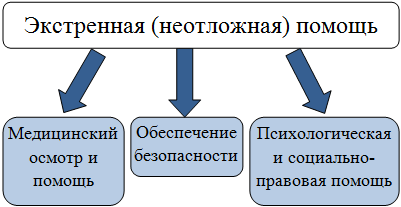 Экстренная (неотложная) помощь
Медицинский
осмотр и
помощь
Обеспечение
безопасности
Психологическая
и социально-
правовая помощь